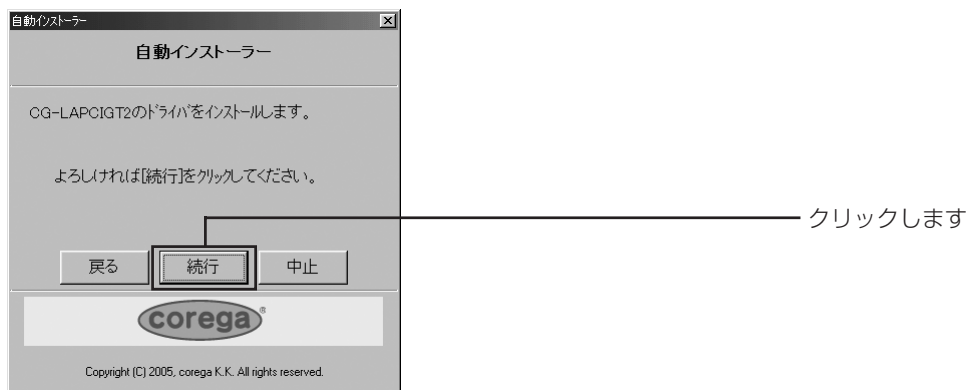 自動インストーラー
自動インストーラー
CG-LAPCIGT2のドライバをインストールします。
よろしければ[続行]をクリックしてください。
クリックします
戻る 続行 中止
corega®
Copyright (C) 2005, corega K.K. All rights reserved.